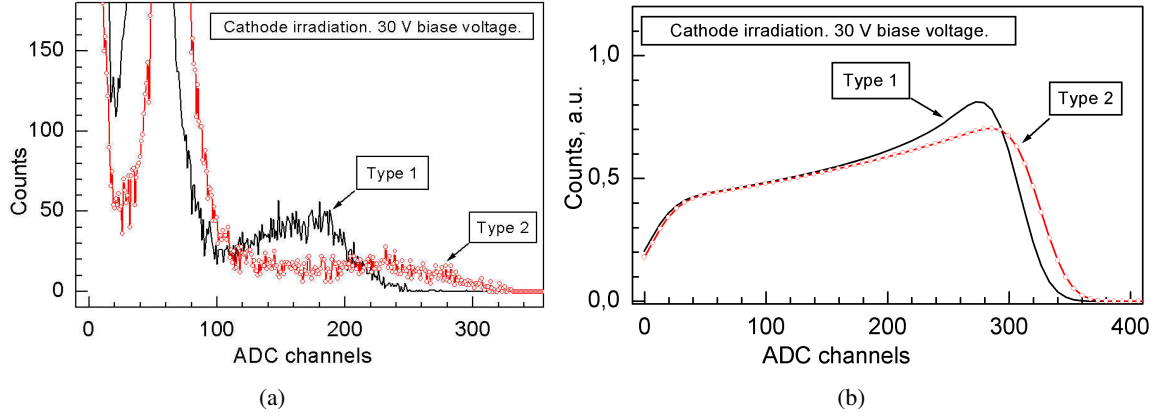 Cathode irradiation. 30 V biase voltage.
150
100
50
0
Counts
Type 1
Type 2
0 100 200 300
ADC channels
(a)
Cathode irradiation. 30 V biase voltage.
1,0
0,5
0,0
Counts, a.u.
Type 1
Type 2
0 100 200 300 400
ADC channels
(b)